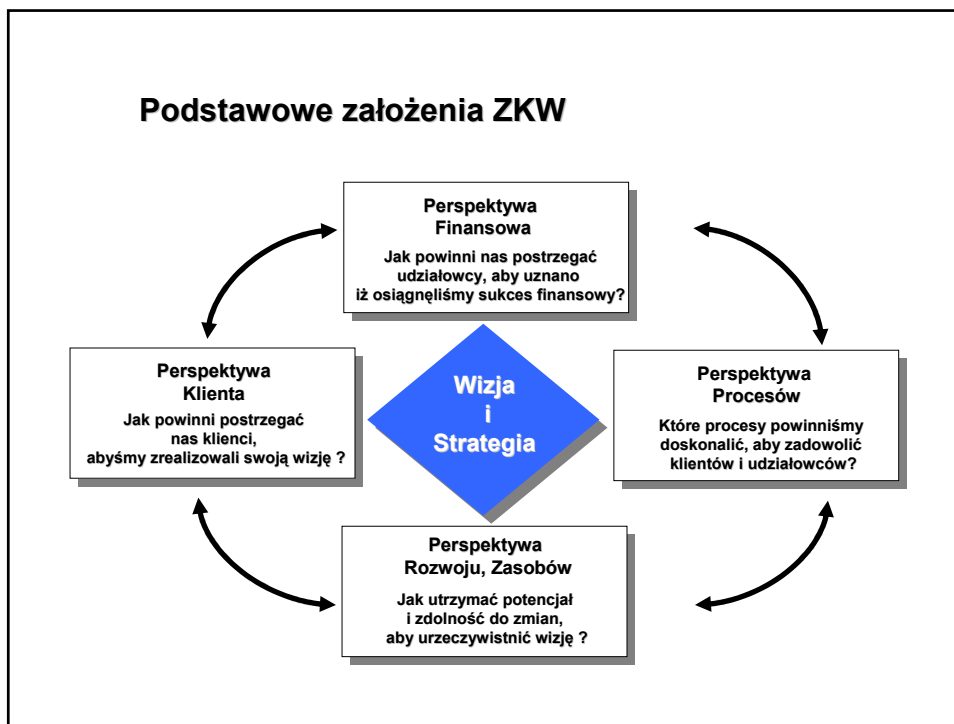 Podstawowe założenia ZKW
Perspektywa
Finansowa
Jak powinni nas postrzegać
udziałowcy, aby uznano
iż osiągnęliśmy sukces finansowy?
Perspektywa
Klienta
Jak powinni postrzegać
nas klienci,
abyśmy zrealizowali swoją wizję ?
Wizja
i
Strategia
Perspektywa
Procesów
Które procesy powinniśmy
doskonalić, aby zadowolić
klientów i udziałowców?
Perspektywa
Rozwoju, Zasobów
Jak utrzymać potencjał
i zdolność do zmian,
aby urzeczywistnić wizję ?